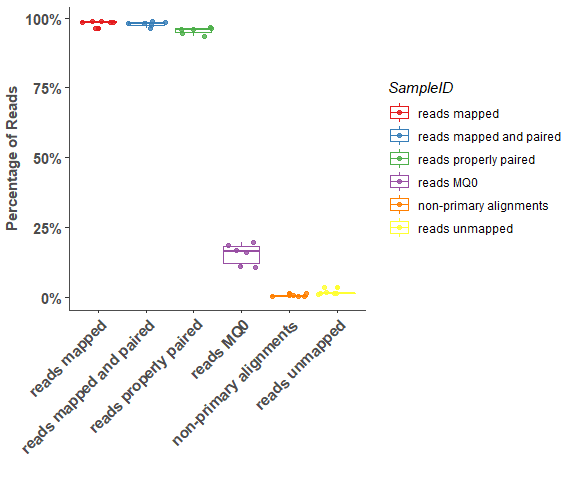 100%
75%
50%
25%
0%
Percentage of Reads
reads mapped
reads mapped and paired
reads properly paired
reads MQ0
non-primary alignments
reads unmapped
SampleID
reads mapped
reads mapped and paired
reads properly paired
reads MQ0
non-primary alignments
reads unmapped